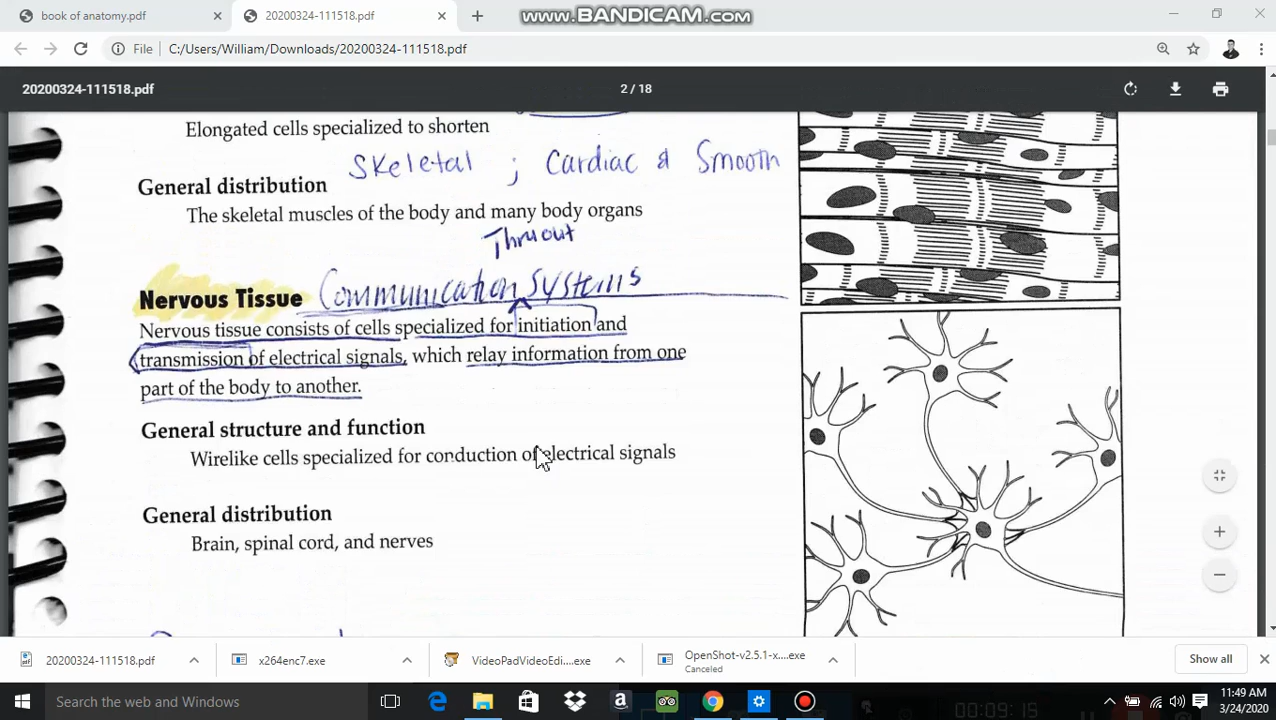 book of anatomy.pdf
20200324-111518.pdf
www.BANDICAM.com
File
C:/Users/William/Downloads/20200324-111518.pdf
20200324-111518.pdf
2 / 18
Elongated cells specialized to shorten
Skeletal ; Cardiac & Smooth
General distribution
The skeletal muscles of the body and many body organs
Thruout
Nervous Tissue Communication Systems
Nervous tissue consists of cells specialized for initiation and
transmission of electrical signals, which relay information from one
part of the body to another.
General structure and function
Wirelike cells specialized for conduction of electrical signals
General distribution
Brain, spinal cord, and nerves
20200324-111518.pdf
x264enc7.exe
VideoPadVideoEdi....exe
OpenShot-v2.5.1-x....exe
Canceled
Show all
Search the web and Windows
00:09:15
11:49 AM
3/24/2020